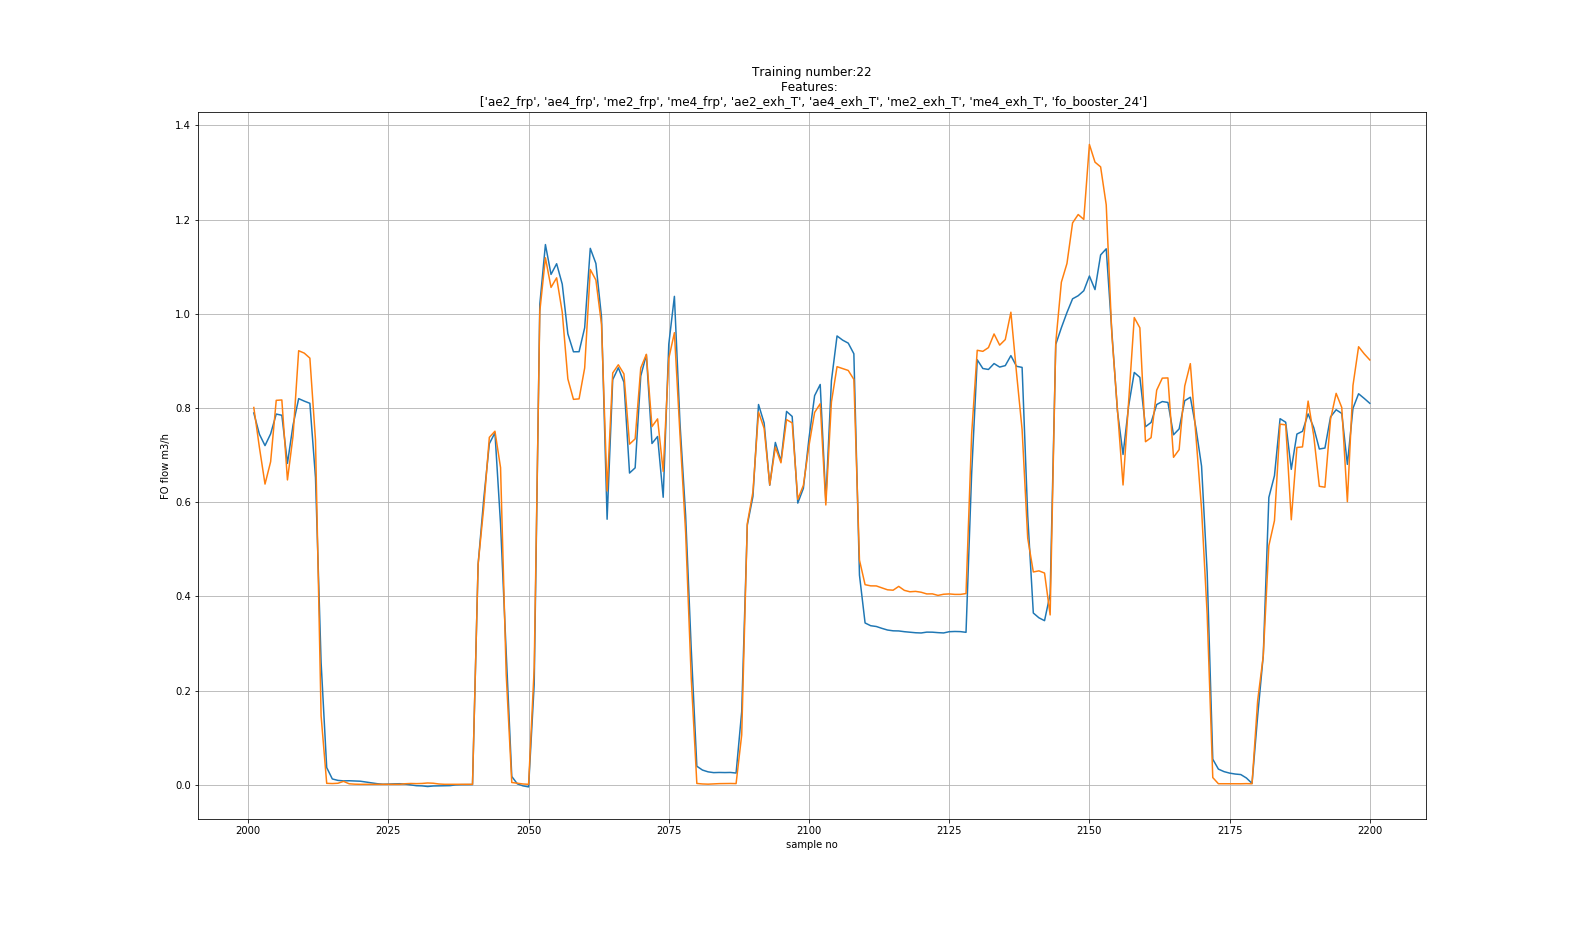 Training number:22
Features:
['ae2_frp', 'ae4_frp', 'me2_frp', 'me4_frp', 'ae2_exh_T', 'ae4_exh_T', 'me2_exh_T', 'me4_exh_T', 'fo_booster_24']
1.4
1.2
1.0
0.8
0.6
0.4
0.2
0.0
FO flow m3/h
2000 2025 2050 2075 2100 2125 2150 2175 2200
sample no